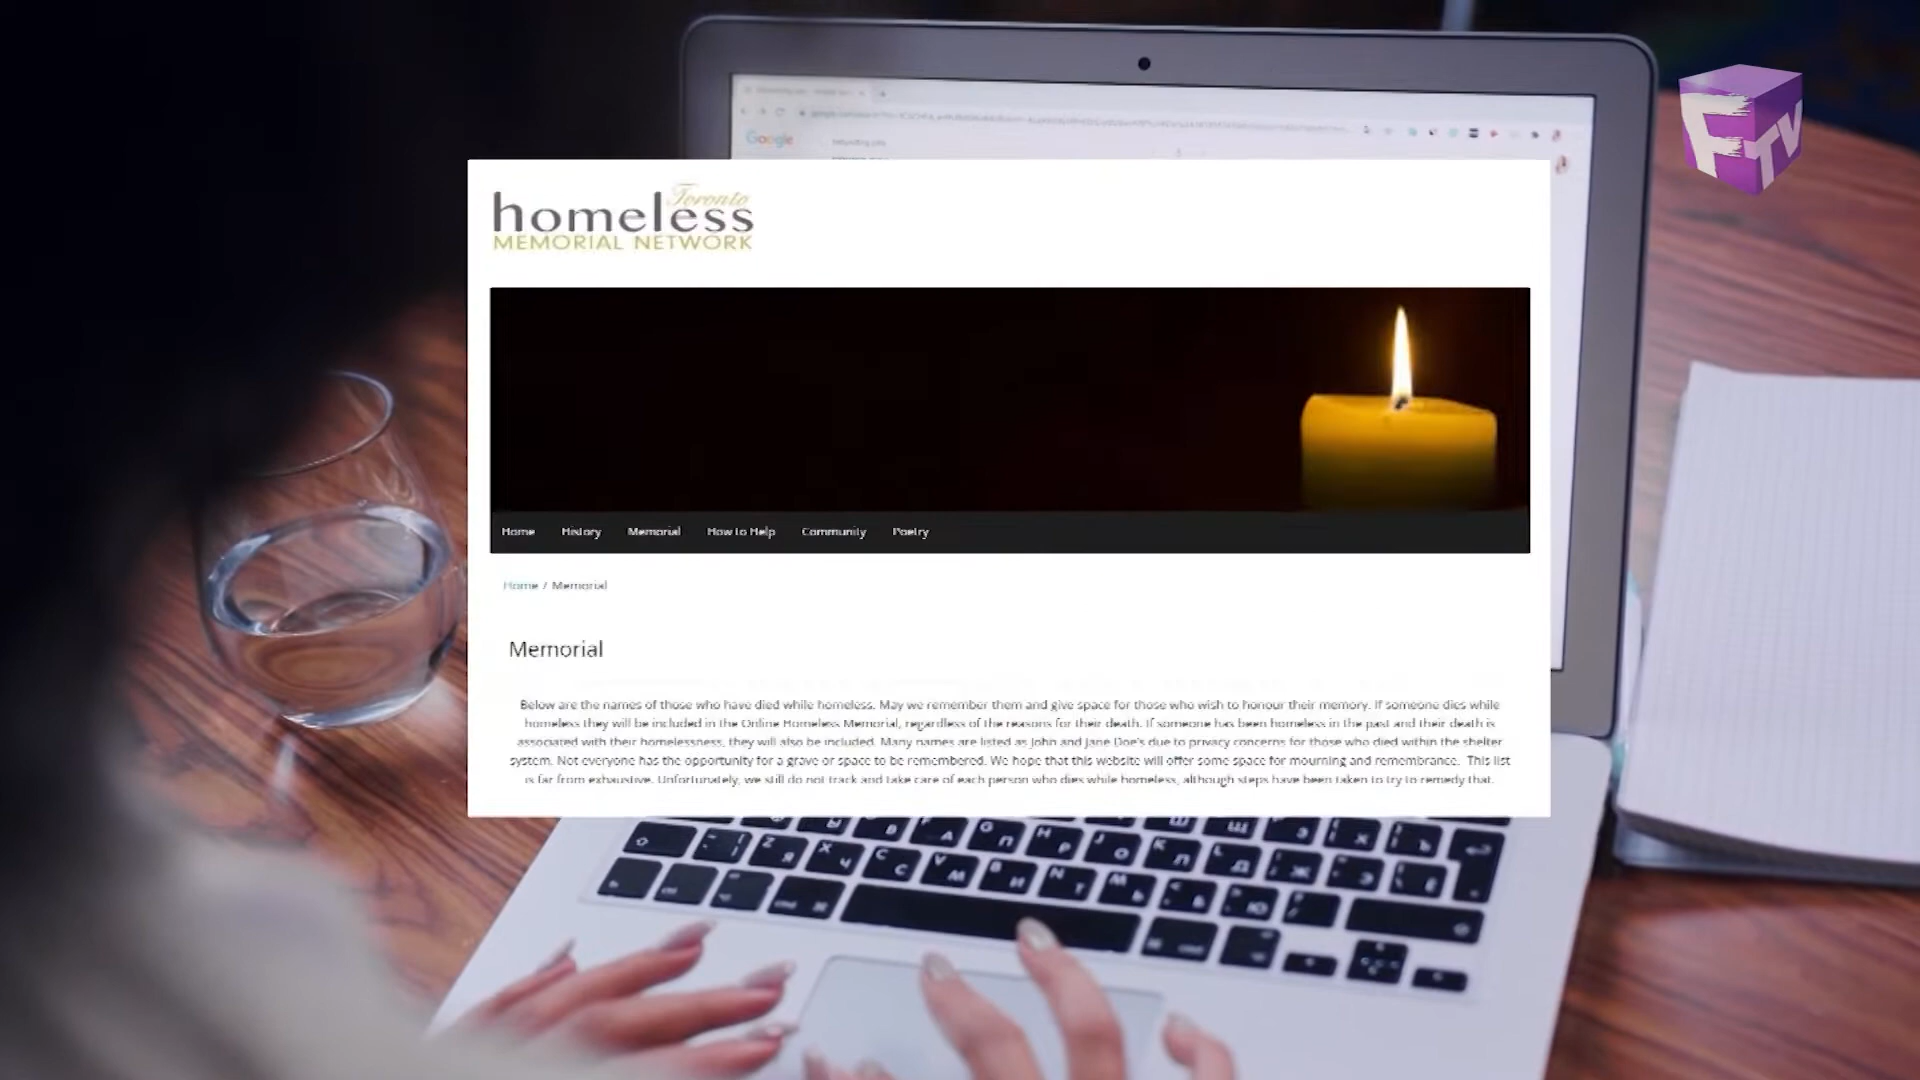 FTV
Google
Toronto
homeless
MEMORIAL NETWORK
Home History Memorial How to Help Community Poetry
Home / Memorial
Memorial
Below are the names of those who have died while homeless. May we remember them and give space for those who wish to honour their memory. If someone dies while
homeless they will be included in the Online Homeless Memorial, regardless of the reasons for their death. If someone has been homeless in the past and their death is
associated with their homelessness, they will also be included. Many names are listed as John and Jane Doe's due to privacy concerns for those who died within the shelter
system. Not everyone has the opportunity for a grave or space to be remembered. We hope that this website will offer some space for mourning and remembrance. This list
is far from exhaustive. Unfortunately, we still do not track and take care of each person who dies while homeless, although steps have been taken to try to remedy that.